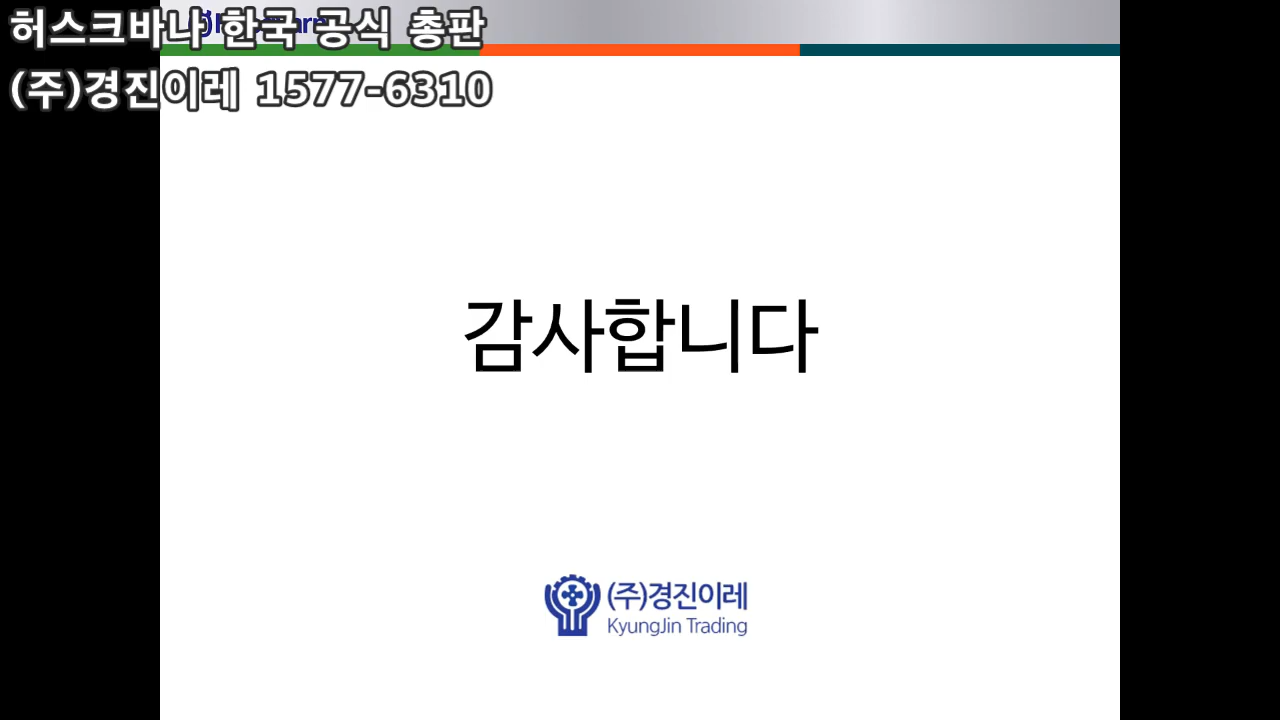 허스크바나 한국 공식 총판
(주)경진이레 1577-6310
감사합니다
(주)경진이레
KyungJin Trading